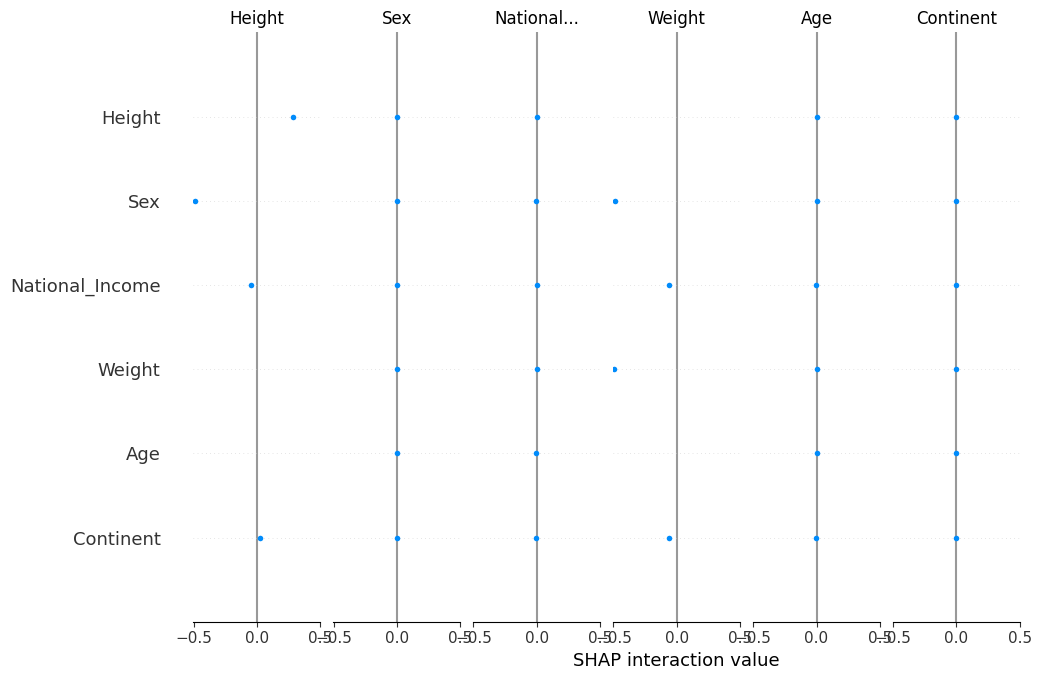 Height Sex National... Weight Age Continent
Height
Sex
National_Income
Weight
Age
Continent
−0.5 0.0 0.5 −0.5 0.0 0.5 −0.5 0.0 0.5 −0.5 0.0 0.5 −0.5 0.0 0.5 −0.5 0.0 0.5
SHAP interaction value